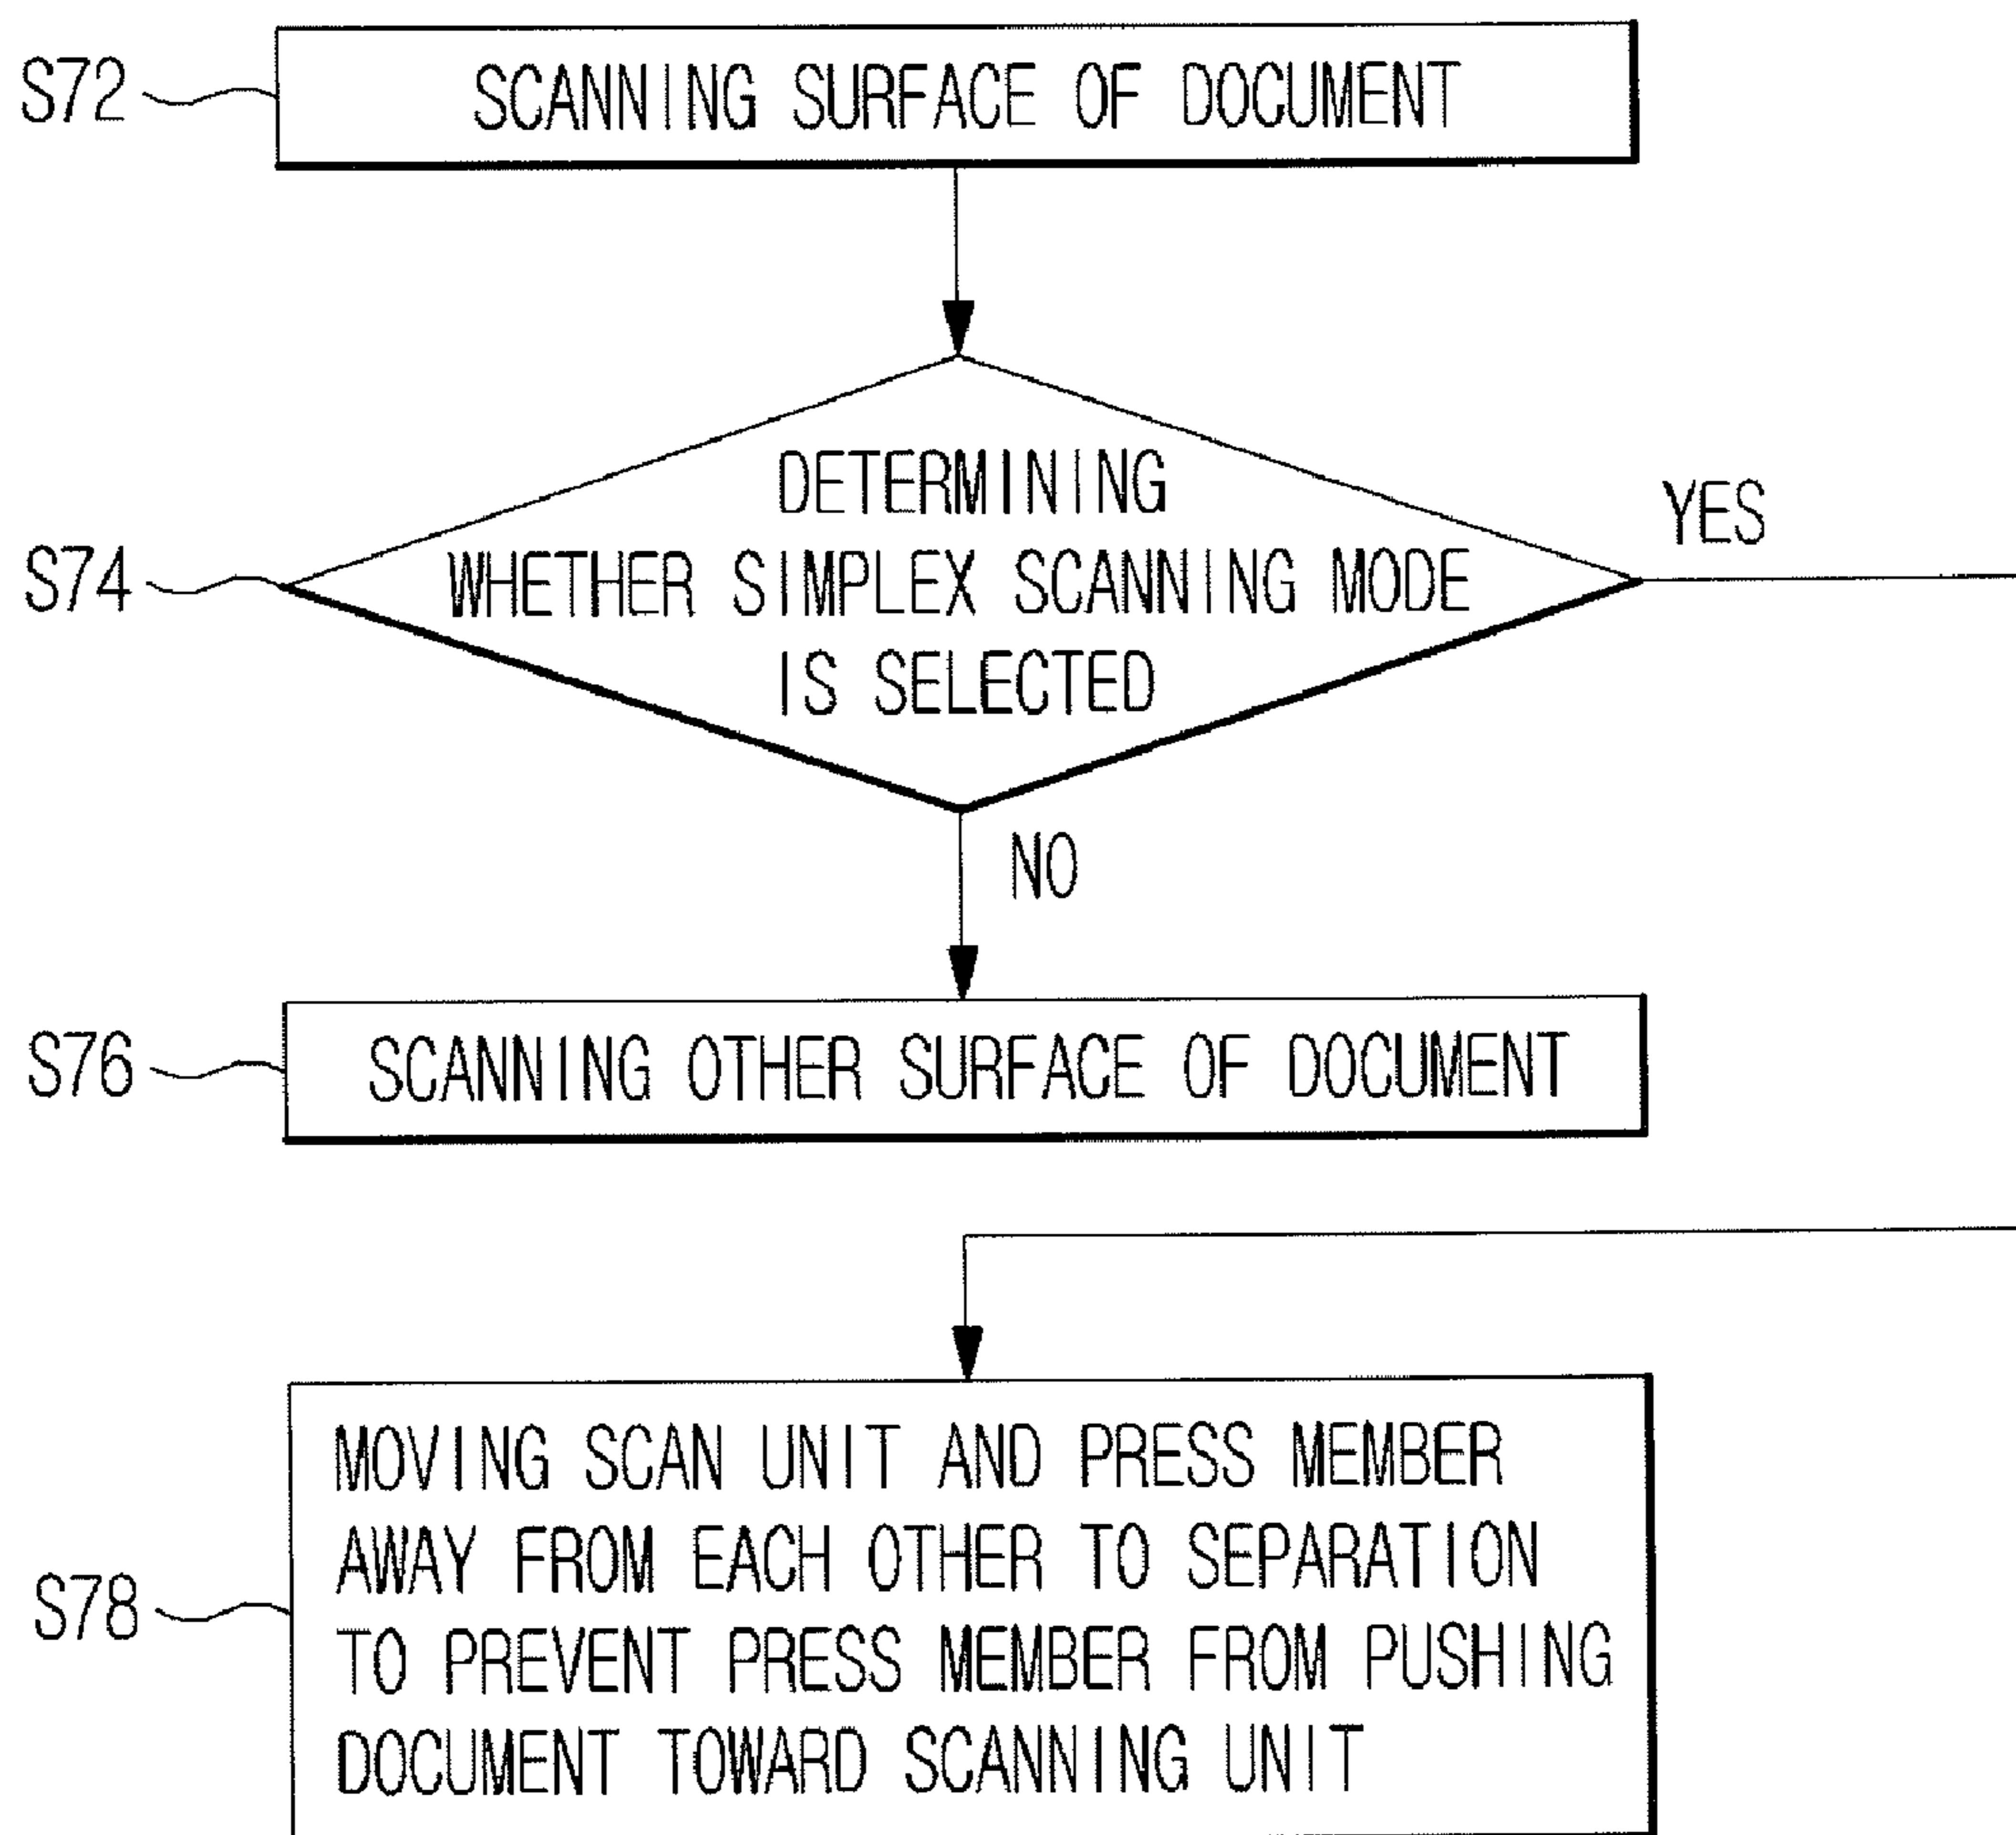 S72
SCANNING SURFACE OF DOCUMENT
S74
DETERMINING
WHETHER SIMPLEX SCANNING MODE
IS SELECTED
YES
NO
S76
SCANNING OTHER SURFACE OF DOCUMENT
S78
MOVING SCAN UNIT AND PRESS MEMBER
AWAY FROM EACH OTHER TO SEPARATION
TO PREVENT PRESS MEMBER FROM PUSHING
DOCUMENT TOWARD SCANNING UNIT